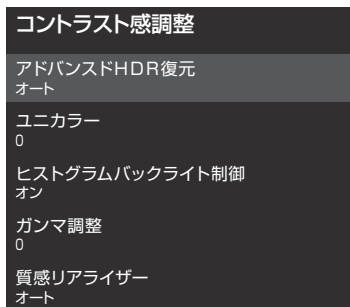 コントラスト感調整
アドバンスドHDR復元
オート
ユニカラー
0
ヒストグラムバックライト制御
オン
ガンマ調整
0
質感リアライザー
オート